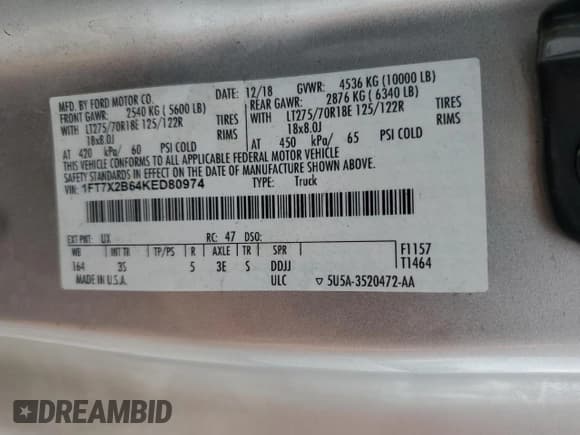 MFD. BY FORD MOTOR CO.
DATE: 12/18 GVWR: 4536 KG (10000 LB)
FRONT GAWR: 2540 KG ( 5600 LB)
REAR GAWR: 2876 KG ( 6340 LB)
WITH LT275/70R18E 125/122R TIRES
WITH LT275/70R18E 125/122R TIRES
18x8.0J RIMS
18x8.0J RIMS
AT 420 kPa/ 60 PSI COLD
AT 450 kPa/ 65 PSI COLD
THIS VEHICLE CONFORMS TO ALL APPLICABLE FEDERAL MOTOR VEHICLE
SAFETY STANDARDS IN EFFECT ON THE DATE OF MANUFACTURE SHOWN ABOVE.
VIN: 1FT7X2B64KED80974 TYPE: Truck
EXT PNT: UX RC: 47 DSO:
WB INT TR TP/PS R AXLE TR SPR
164 3S 5 3E S DDJJ
F1157
T1464
MADE IN U.S.A. ULC ▽ 5U5A-3520472-AA
DREAMBID